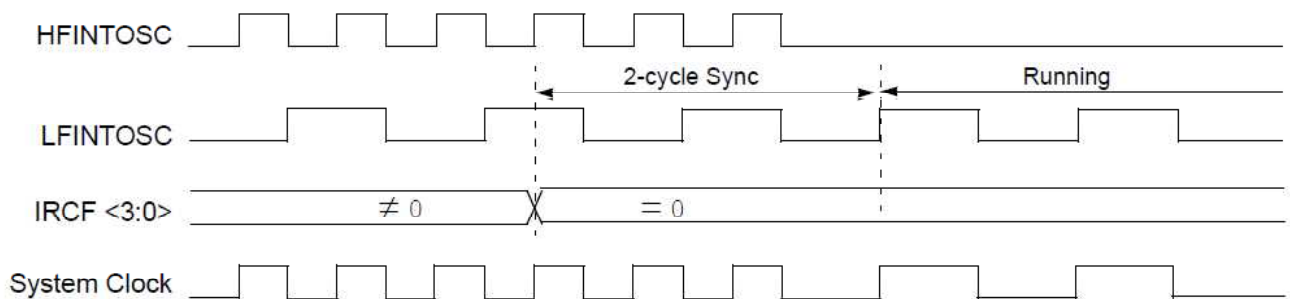 HFINTOSC
2-cycle Sync Running
LFINTOSC
IRCF <3:0> ≠ 0 = 0
System Clock